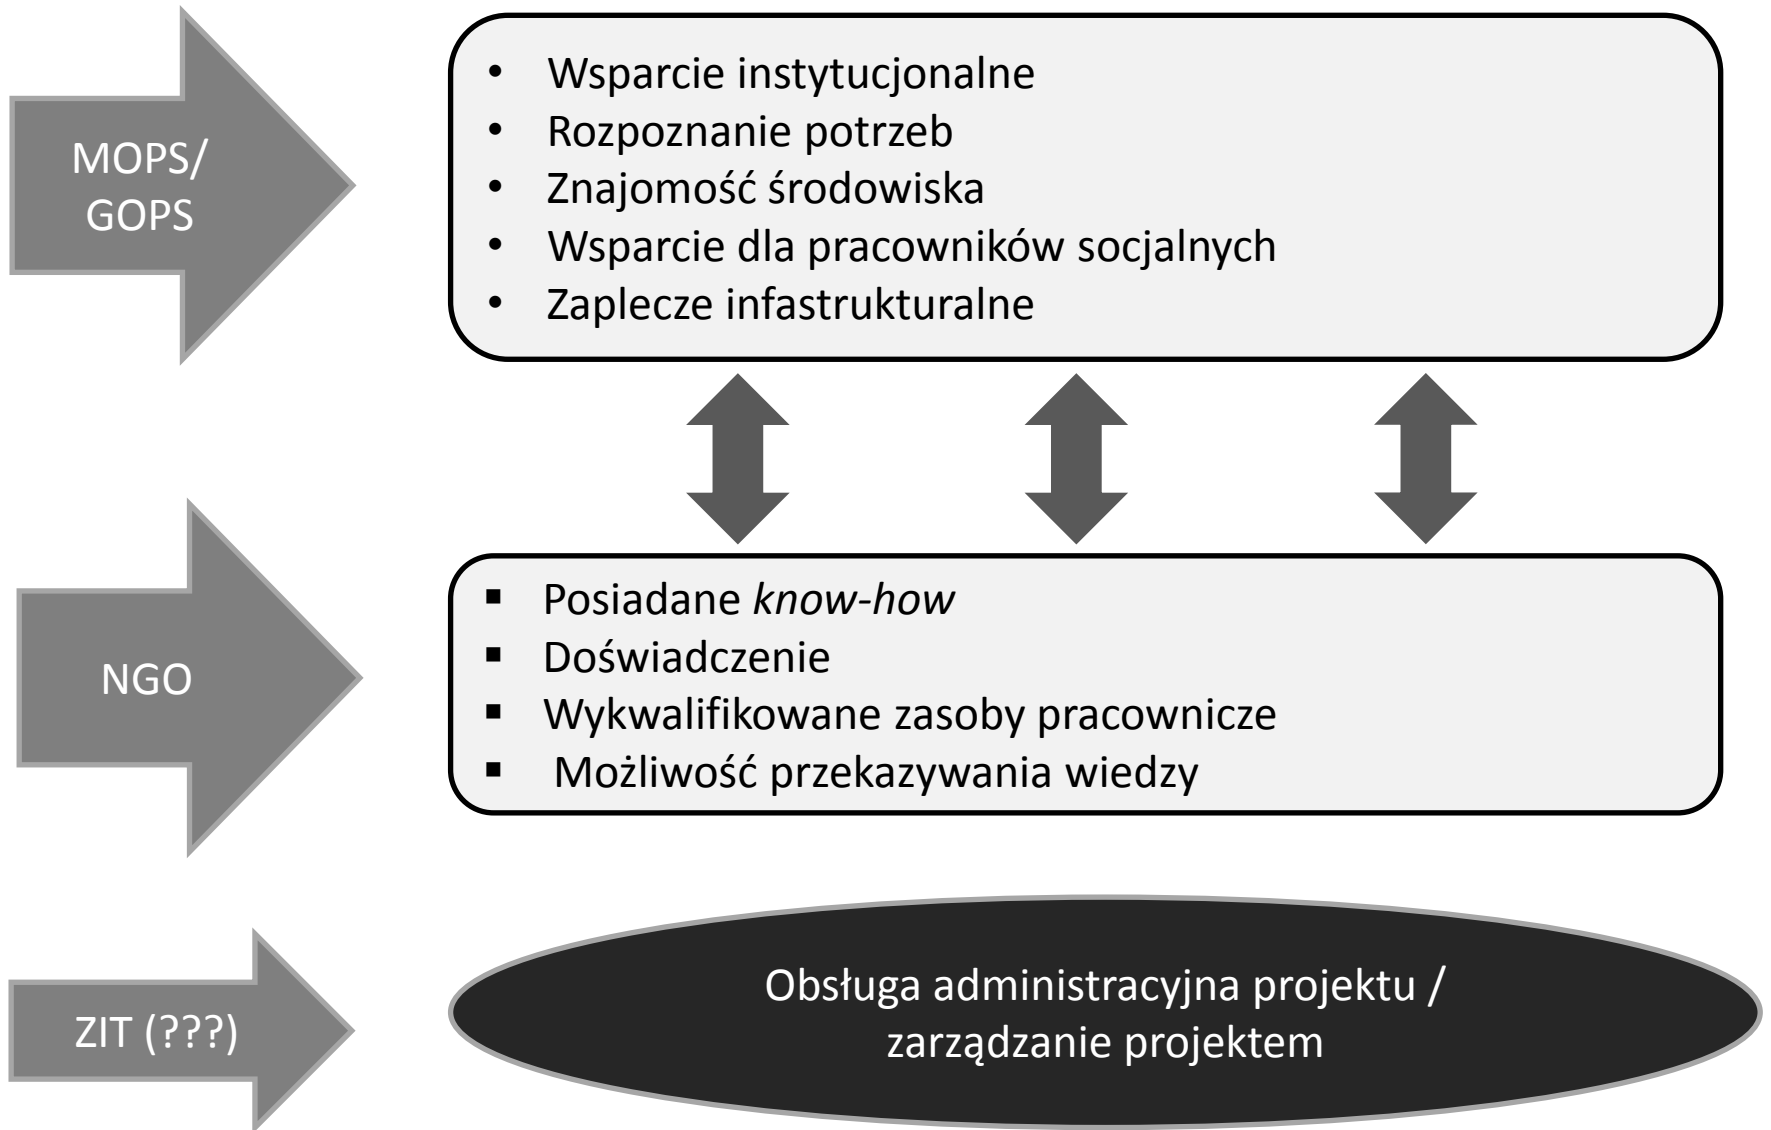 MOPS/
GOPS
• Wsparcie instytucjonalne
• Rozpoznanie potrzeb
• Znajomość środowiska
• Wsparcie dla pracowników socjalnych
• Zaplecze infastrukturalne
NGO
▪ Posiadane know-how
▪ Doświadczenie
▪ Wykwalifikowane zasoby pracownicze
▪ Możliwość przekazywania wiedzy
ZIT (???)
Obsługa administracyjna projektu /
zarządzanie projektem